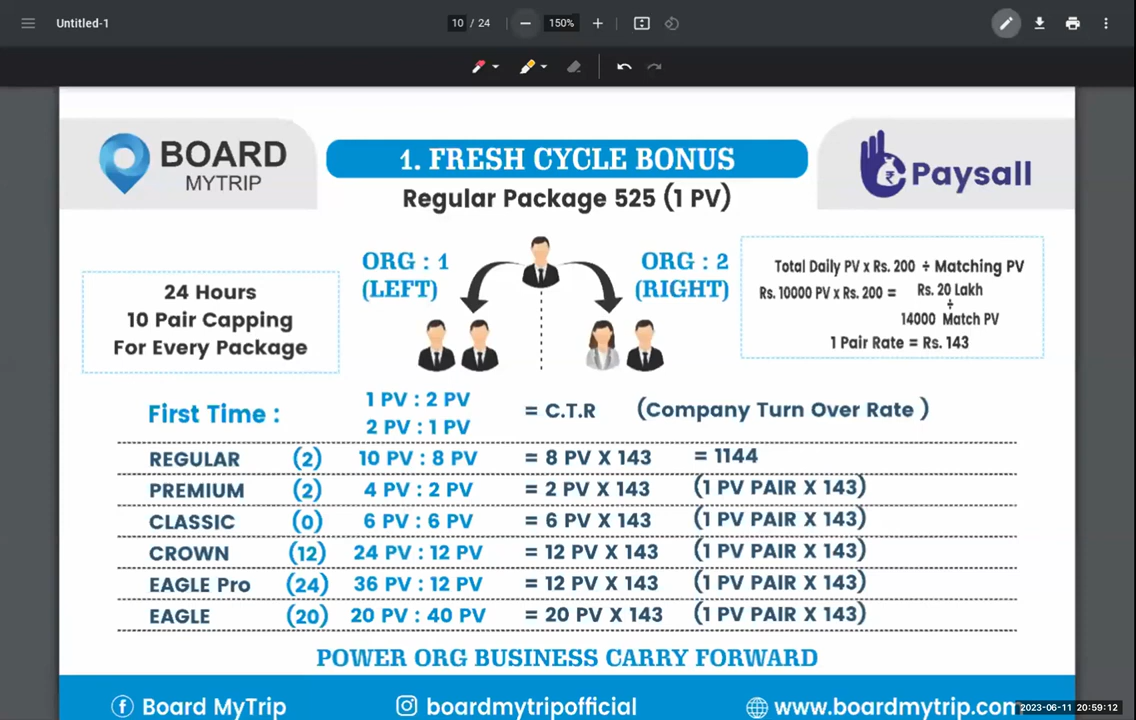 Untitled-1
10 / 24
150%
BOARD
MYTRIP
1. FRESH CYCLE BONUS
Regular Package 525 (1 PV)
Paysall
24 Hours
10 Pair Capping
For Every Package
ORG : 1
(LEFT)
ORG : 2
(RIGHT)
Total Daily PV x Rs. 200 ÷ Matching PV
Rs. 10000 PV x Rs. 200 = Rs. 20 Lakh
÷
14000 Match PV
1 Pair Rate = Rs. 143
First Time :
1 PV : 2 PV
2 PV : 1 PV
= C.T.R (Company Turn Over Rate )
REGULAR (2) 10 PV : 8 PV = 8 PV X 143 = 1144
PREMIUM (2) 4 PV : 2 PV = 2 PV X 143 (1 PV PAIR X 143)
CLASSIC (0) 6 PV : 6 PV = 6 PV X 143 (1 PV PAIR X 143)
CROWN (12) 24 PV : 12 PV = 12 PV X 143 (1 PV PAIR X 143)
EAGLE Pro (24) 36 PV : 12 PV = 12 PV X 143 (1 PV PAIR X 143)
EAGLE (20) 20 PV : 40 PV = 20 PV X 143 (1 PV PAIR X 143)
POWER ORG BUSINESS CARRY FORWARD
Board MyTrip
boardmytripofficial
www.boardmytrip.com
2023-06-11 20:59:12